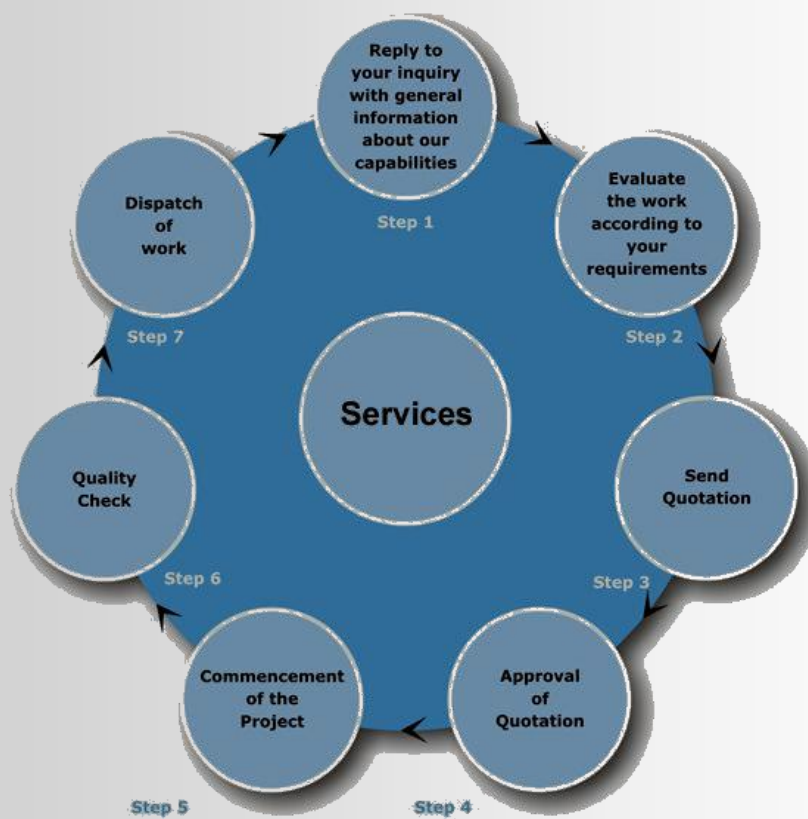 Reply to
your inquiry
with general
information
about our
capabilities
Step 1
Evaluate
the work
according to
your
requirements
Step 2
Send
Quotation
Step 3
Approval
of
Quotation
Step 4
Commencement
of the
Project
Step 5
Quality
Check
Step 6
Dispatch
of
work
Step 7
Services